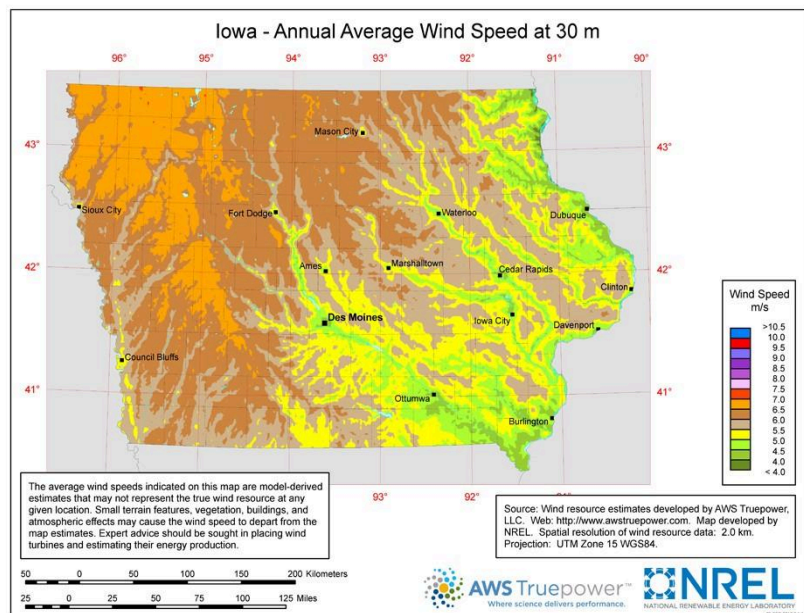 Iowa - Annual Average Wind Speed at 30 m
96° 95° 94° 93° 92° 91° 90°
43° 43°
Mason City
Sioux City
Fort Dodge
Waterloo
Dubuque
42° 42°
Ames
Marshalltown
Cedar Rapids
Clinton
Des Moines
Iowa City
Davenport
Council Bluffs
41° 41°
Ottumwa
Burlington
93° 92° 91°
Wind Speed
m/s
>10.5
10.0
9.5
9.0
8.5
8.0
7.5
7.0
6.5
6.0
5.5
5.0
4.5
4.0
< 4.0
The average wind speeds indicated on this map are model-derived
estimates that may not represent the true wind resource at any
given location. Small terrain features, vegetation, buildings, and
atmospheric effects may cause the wind speed to depart from the
map estimates. Expert advice should be sought in placing wind
turbines and estimating their energy production.
Source: Wind resource estimates developed by AWS Truepower,
LLC. Web: http://www.awstruepower.com. Map developed by
NREL. Spatial resolution of wind resource data: 2.0 km.
Projection: UTM Zone 15 WGS84.
50 0 50 100 150 200 Kilometers
25 0 25 50 75 100 125 Miles
AWS Truepower™
Where science delivers performance.
NREL
NATIONAL RENEWABLE ENERGY LABORATORY